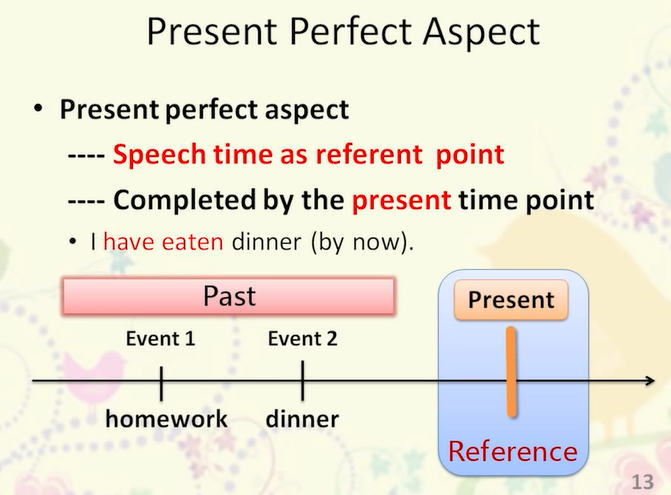 Present Perfect Aspect
• Present perfect aspect
---- Speech time as referent point
---- Completed by the present time point
• I have eaten dinner (by now).
Past
Present
Event 1 Event 2
homework dinner
Reference
13